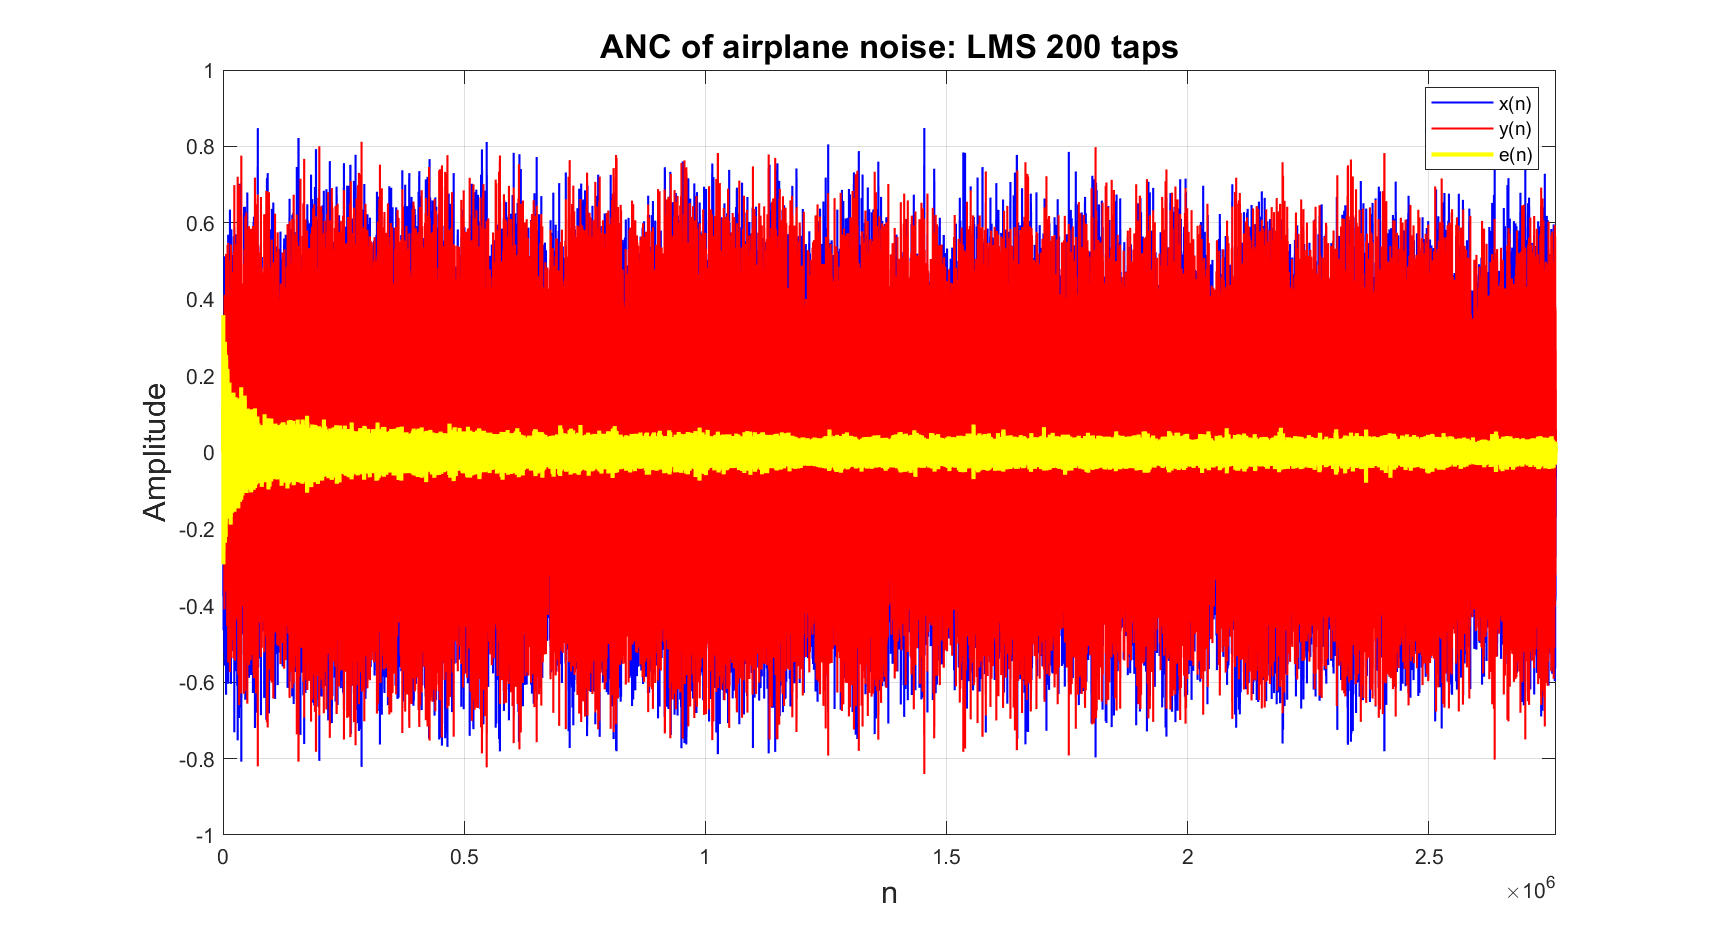 ANC of airplane noise: LMS 200 taps
1
0.8
0.6
0.4
0.2
0
-0.2
-0.4
-0.6
-0.8
-1
Amplitude
x(n)
y(n)
e(n)
0 0.5 1 1.5 2 2.5
×10^6
n